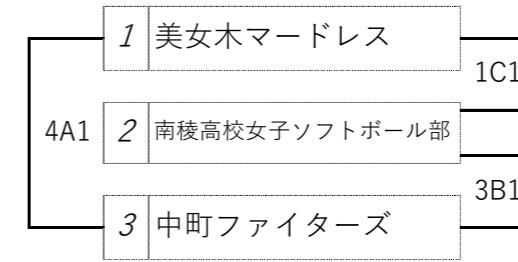 1 美女木マードレス
1C1
4A1 2 南稜高校女子ソフトボール部
3B1
3 中町ファイターズ